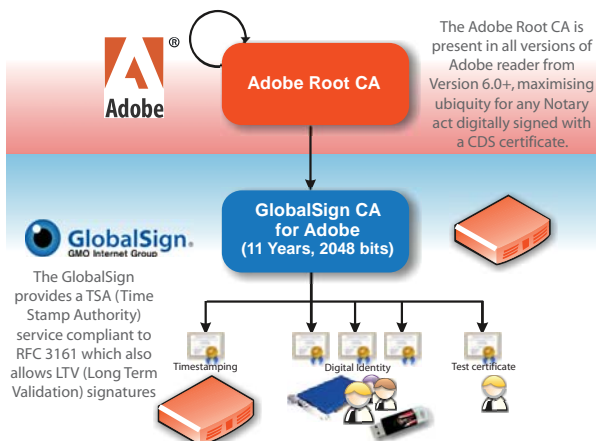 The Adobe Root CA is
present in all versions of
Adobe reader from
Version 6.0+, maximising
ubiquity for any Notary
act digitally signed with
a CDS certificate.
®
Adobe
Adobe Root CA
GlobalSign CA
for Adobe
(11 Years, 2048 bits)
GlobalSign.
GMO Internet Group
The GlobalSign
provides a TSA (Time
Stamp Authority)
service compliant to
RFC 3161 which also
allows LTV (Long Term
Validation) signatures
Timestamping
Digital Identity
Test certificate